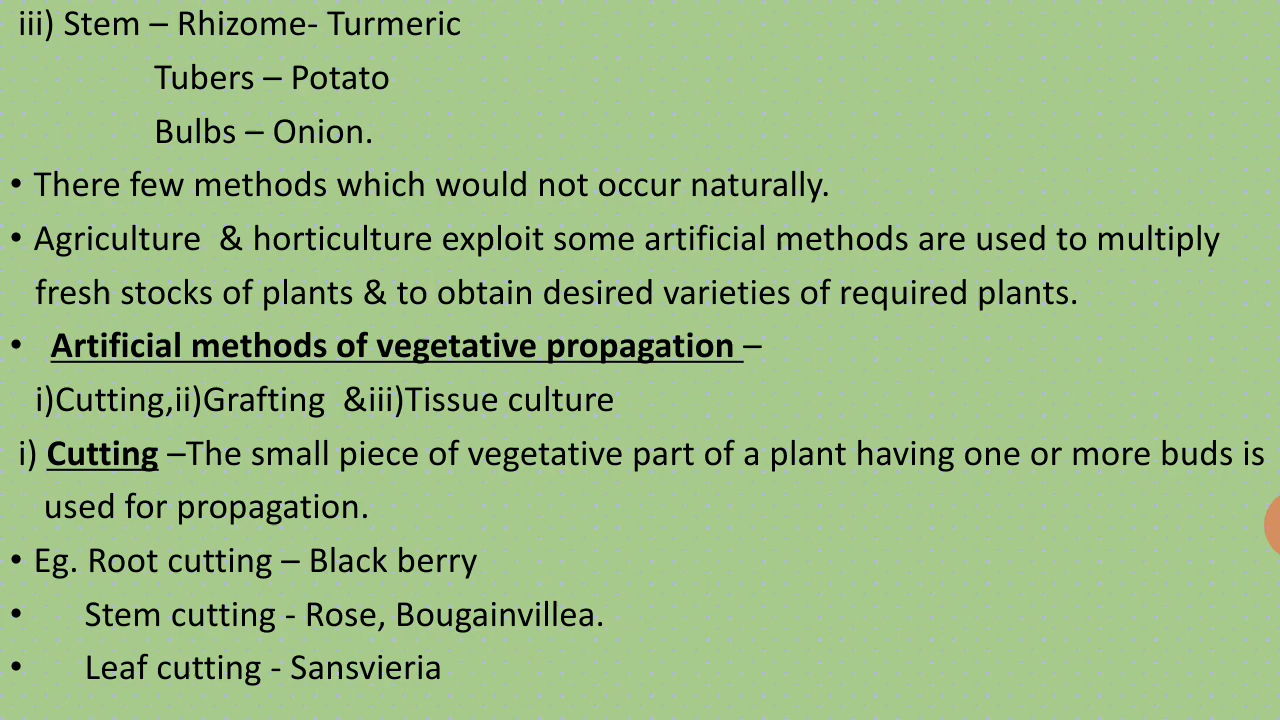 iii) Stem – Rhizome- Turmeric
Tubers – Potato
Bulbs – Onion.
• There few methods which would not occur naturally.
• Agriculture & horticulture exploit some artificial methods are used to multiply
fresh stocks of plants & to obtain desired varieties of required plants.
• Artificial methods of vegetative propagation –
i)Cutting,ii)Grafting &iii)Tissue culture
i) Cutting –The small piece of vegetative part of a plant having one or more buds is
used for propagation.
• Eg. Root cutting – Black berry
• Stem cutting - Rose, Bougainvillea.
• Leaf cutting - Sansvieria